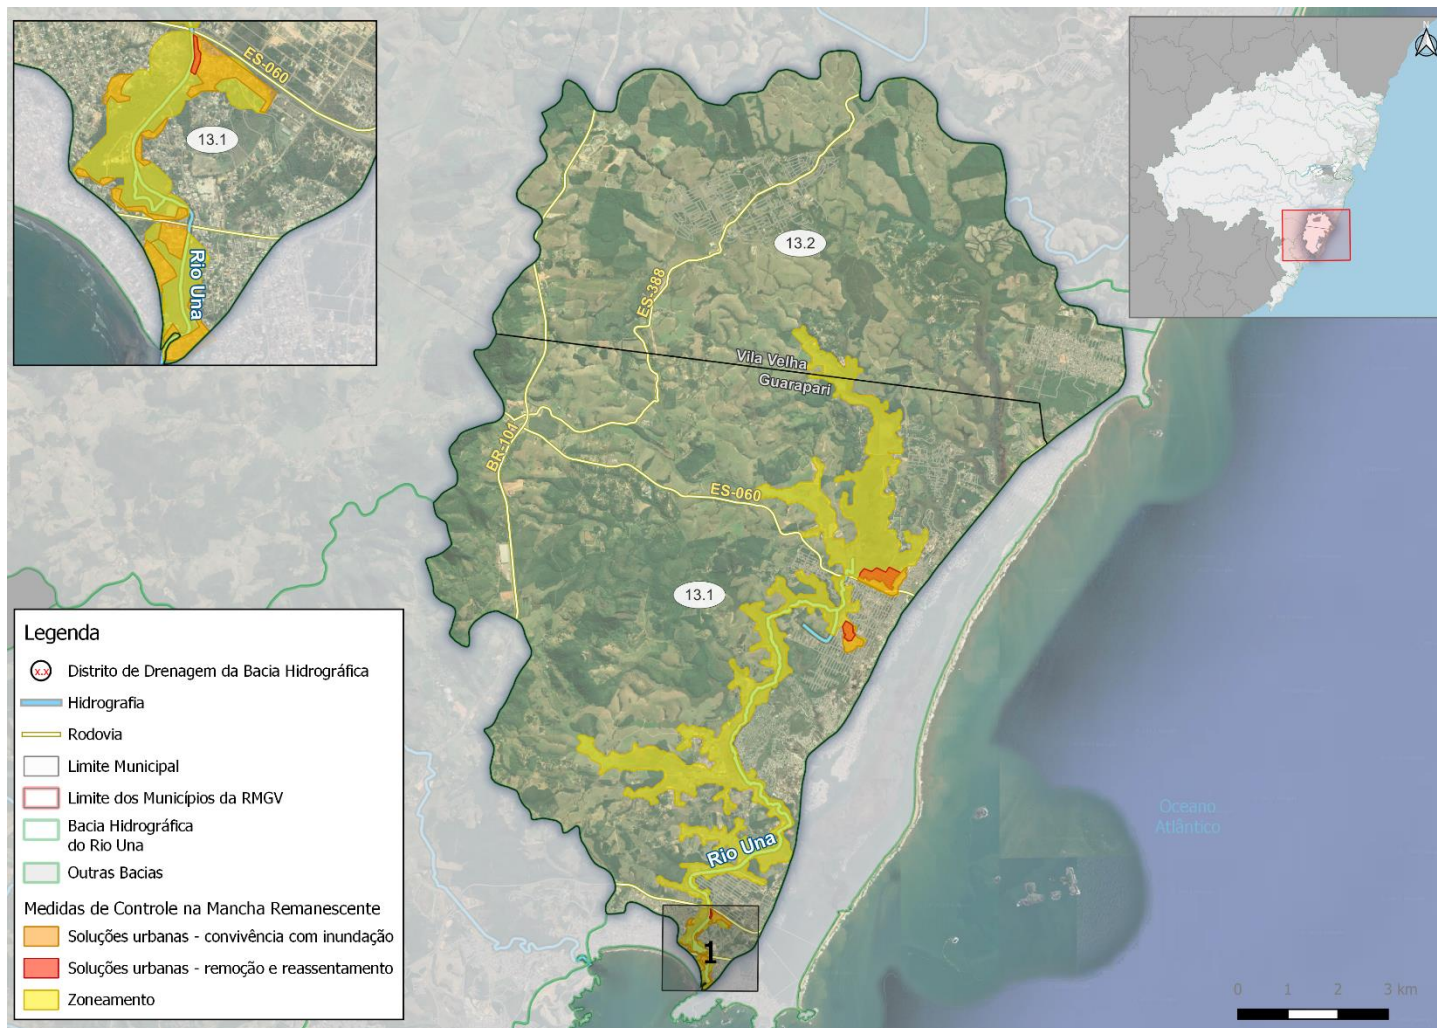 ES-060
13.1
Rio Una
N
13.2
ES-388
Vila Velha
Guarapari
BR-101
ES-060
13.1
Rio Una
1
Oceano
Atlântico
Legenda
x.x Distrito de Drenagem da Bacia Hidrográfica
Hidrografia
Rodovia
Limite Municipal
Limite dos Municípios da RMGV
Bacia Hidrográfica
do Rio Una
Outras Bacias
Medidas de Controle na Mancha Remanescente
Soluções urbanas - convivência com inundação
Soluções urbanas - remoção e reassentamento
Zoneamento
0 1 2 3 km